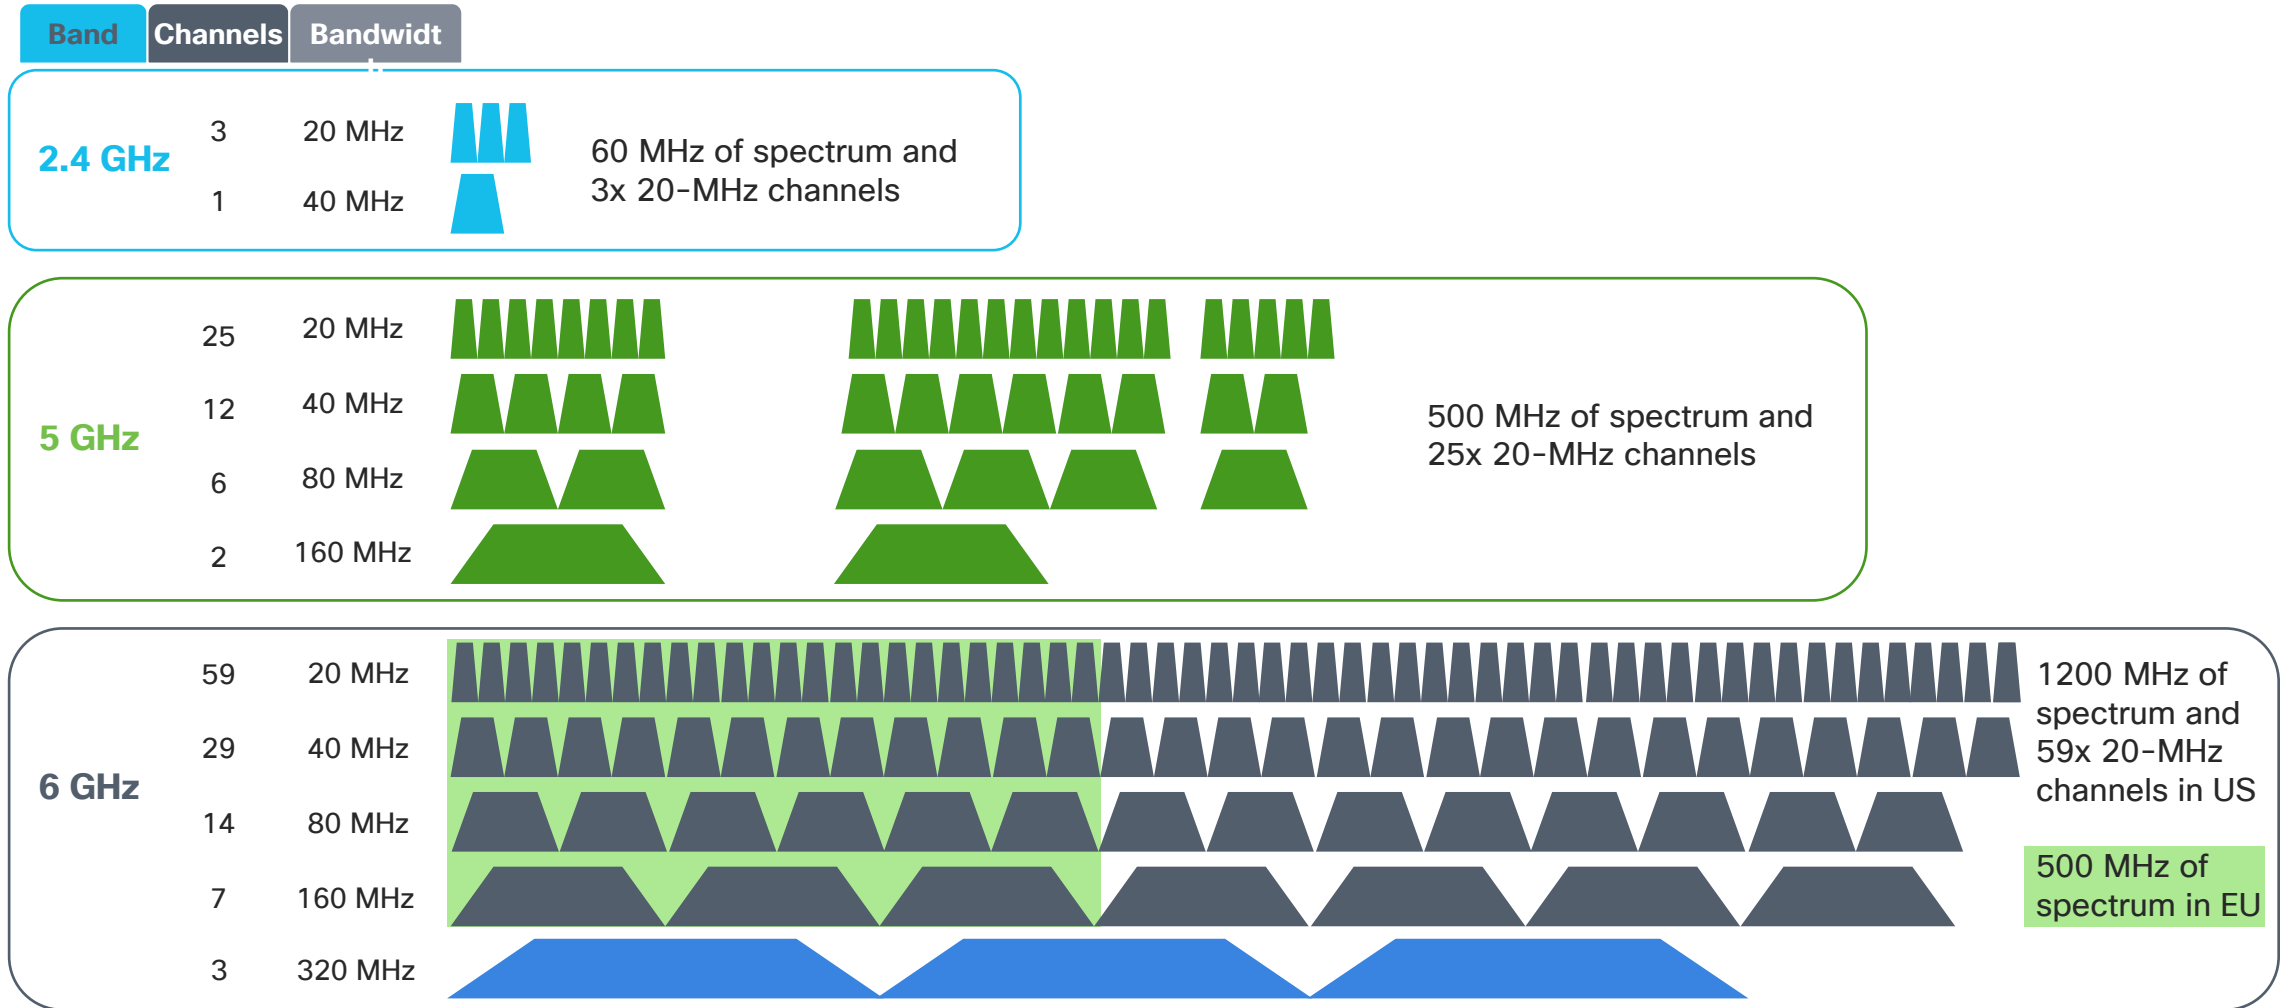 Band Channels Bandwidt
h
2.4 GHz
3 20 MHz
1 40 MHz
60 MHz of spectrum and
3x 20-MHz channels
5 GHz
25 20 MHz
12 40 MHz
6 80 MHz
2 160 MHz
500 MHz of spectrum and
25x 20-MHz channels
6 GHz
59 20 MHz
29 40 MHz
14 80 MHz
7 160 MHz
3 320 MHz
1200 MHz of
spectrum and
59x 20-MHz
channels in US
500 MHz of
spectrum in EU